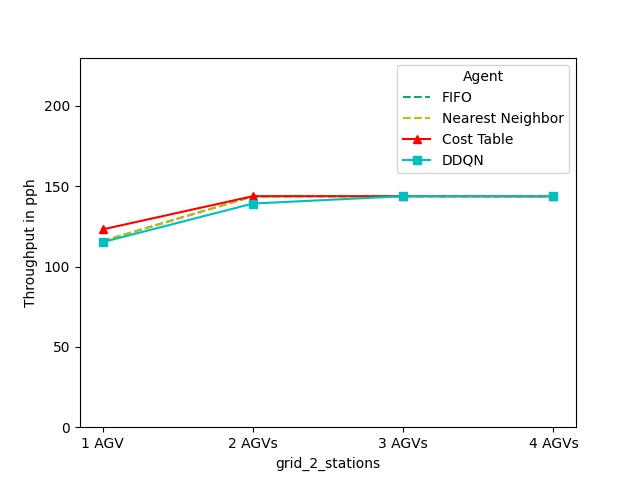 Agent
FIFO
Nearest Neighbor
Cost Table
DDQN
Throughput in pph
200
150
100
50
0
1 AGV
2 AGVs
3 AGVs
4 AGVs
grid_2_stations